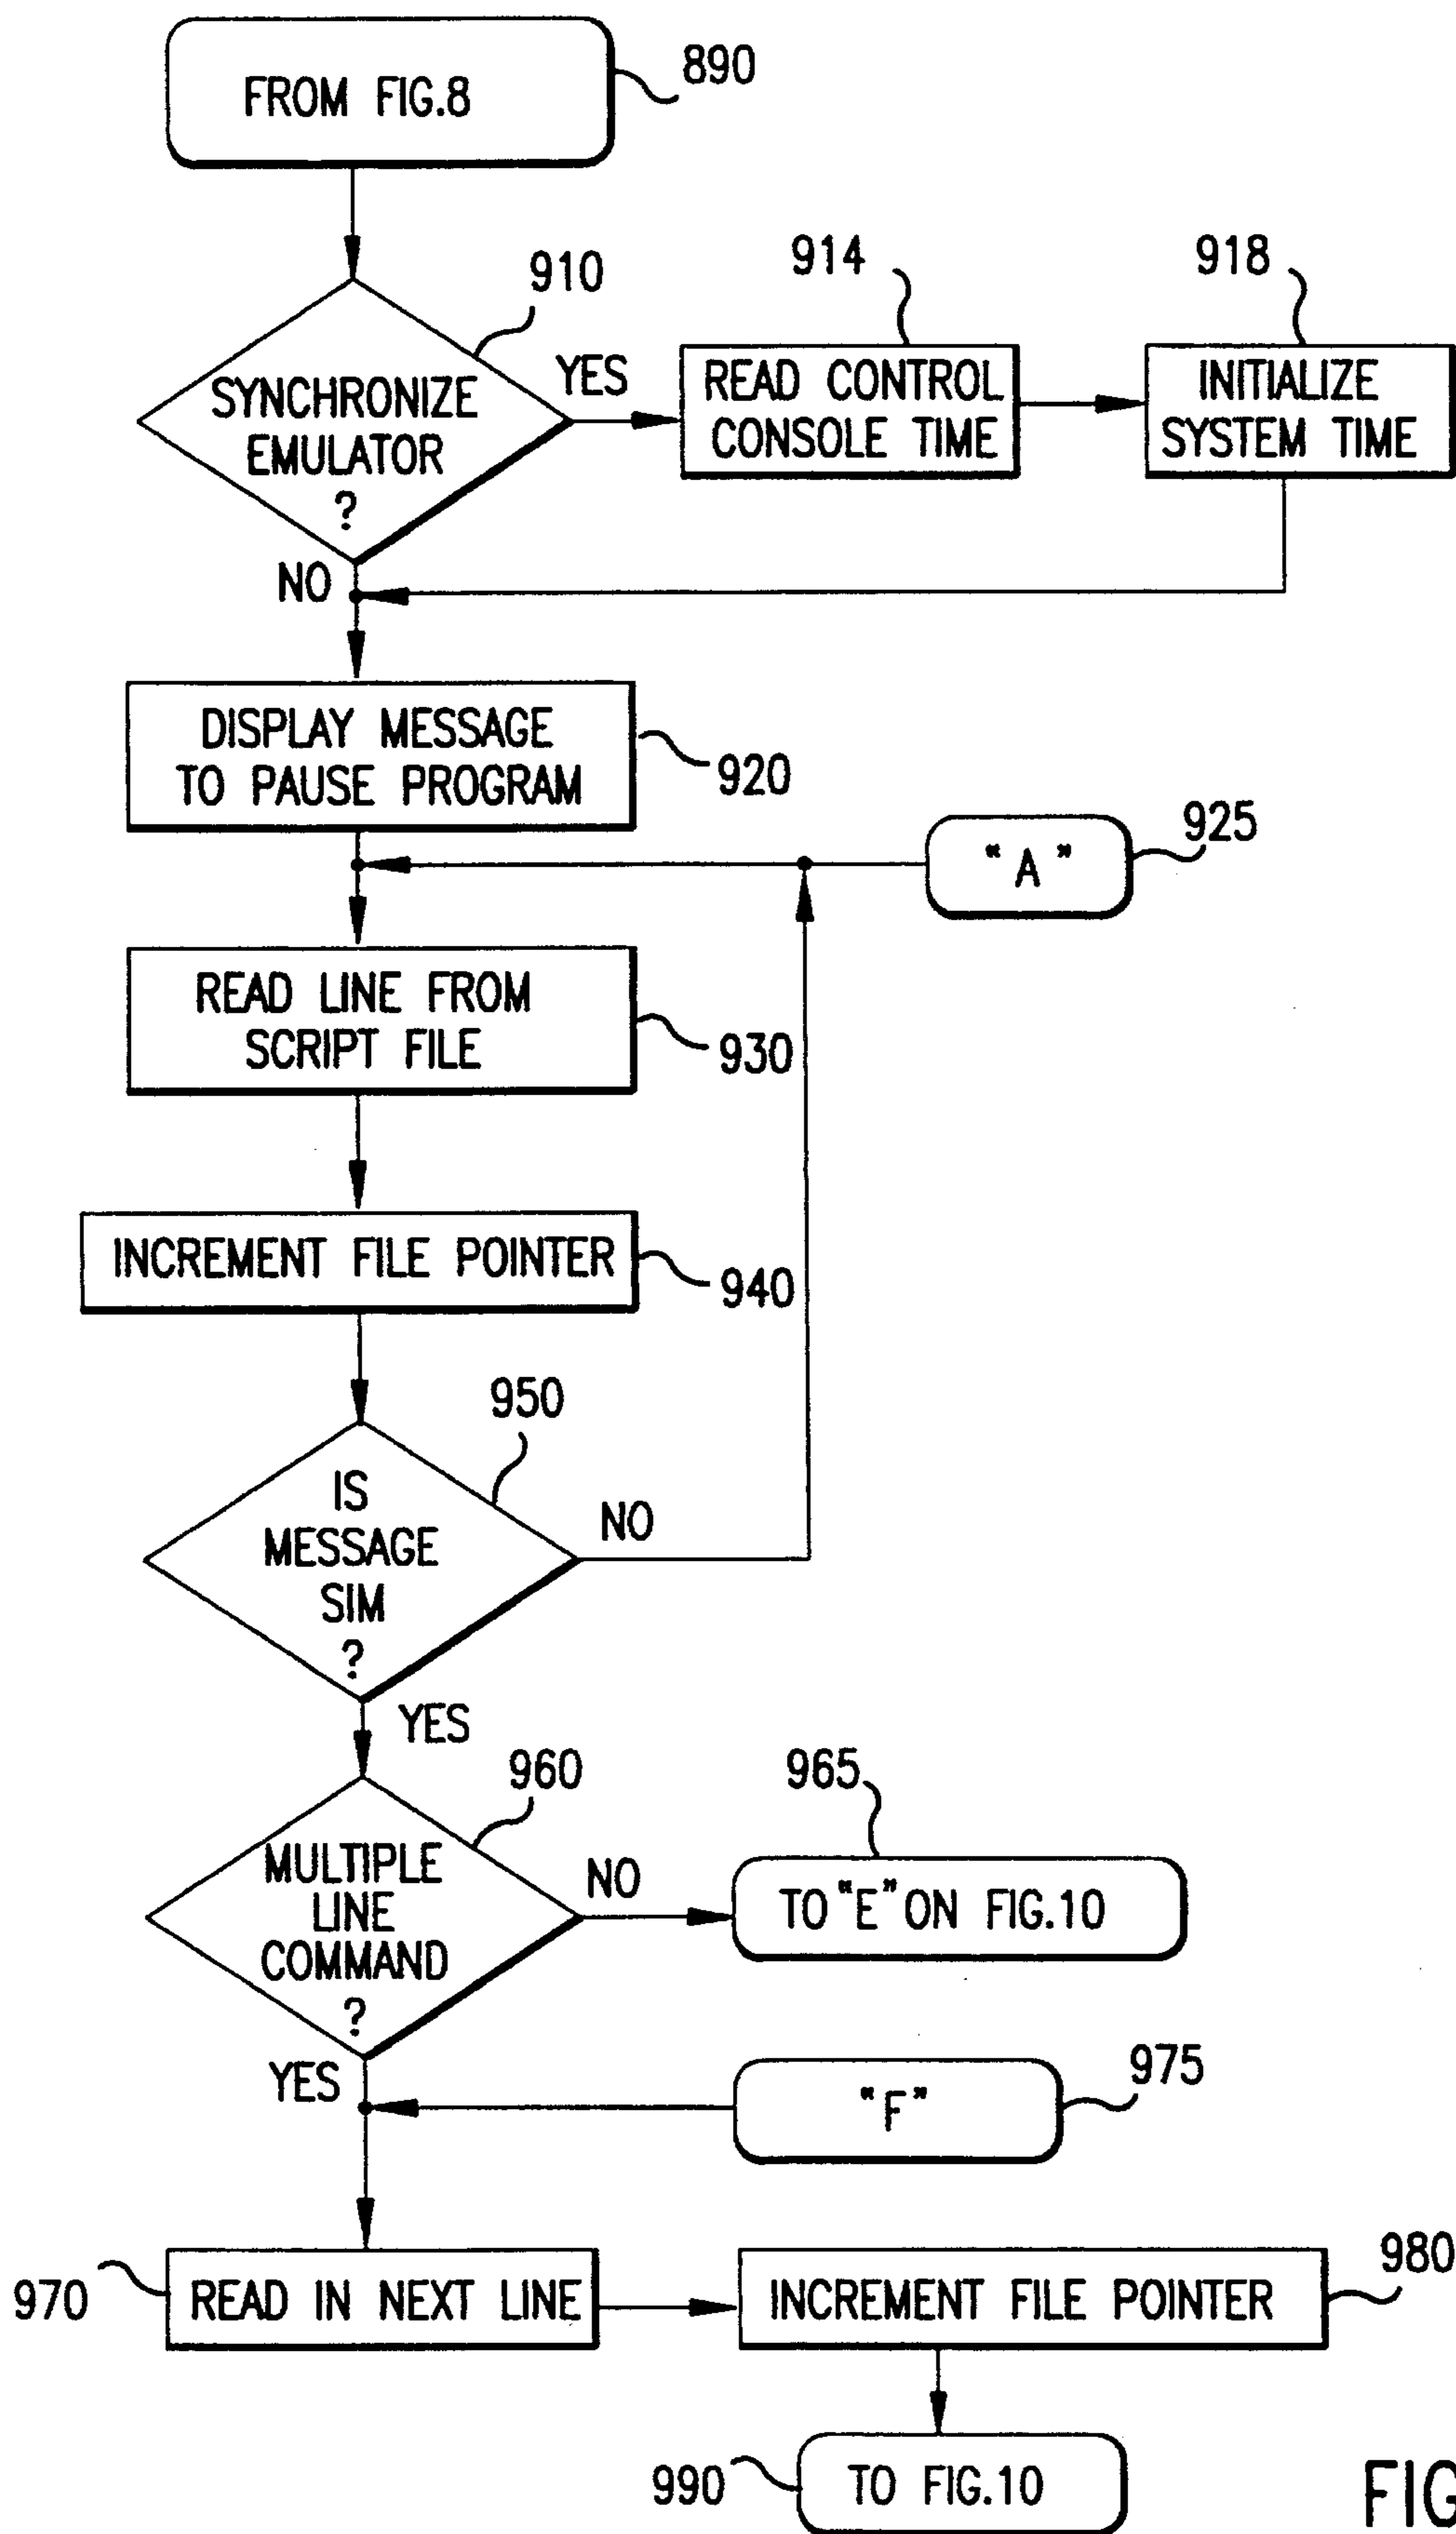 FROM FIG.8
890
910
914
918
SYNCHRONIZE
EMULATOR
?
YES
READ CONTROL
CONSOLE TIME
INITIALIZE
SYSTEM TIME
NO
DISPLAY MESSAGE
TO PAUSE PROGRAM
920
"A"
925
READ LINE FROM
SCRIPT FILE
930
INCREMENT FILE POINTER
940
950
IS
MESSAGE
SIM
?
NO
YES
960
965
MULTIPLE
LINE
COMMAND
?
NO
TO "E" ON FIG.10
YES
"F"
975
970
READ IN NEXT LINE
INCREMENT FILE POINTER
980
990
TO FIG.10
FIG